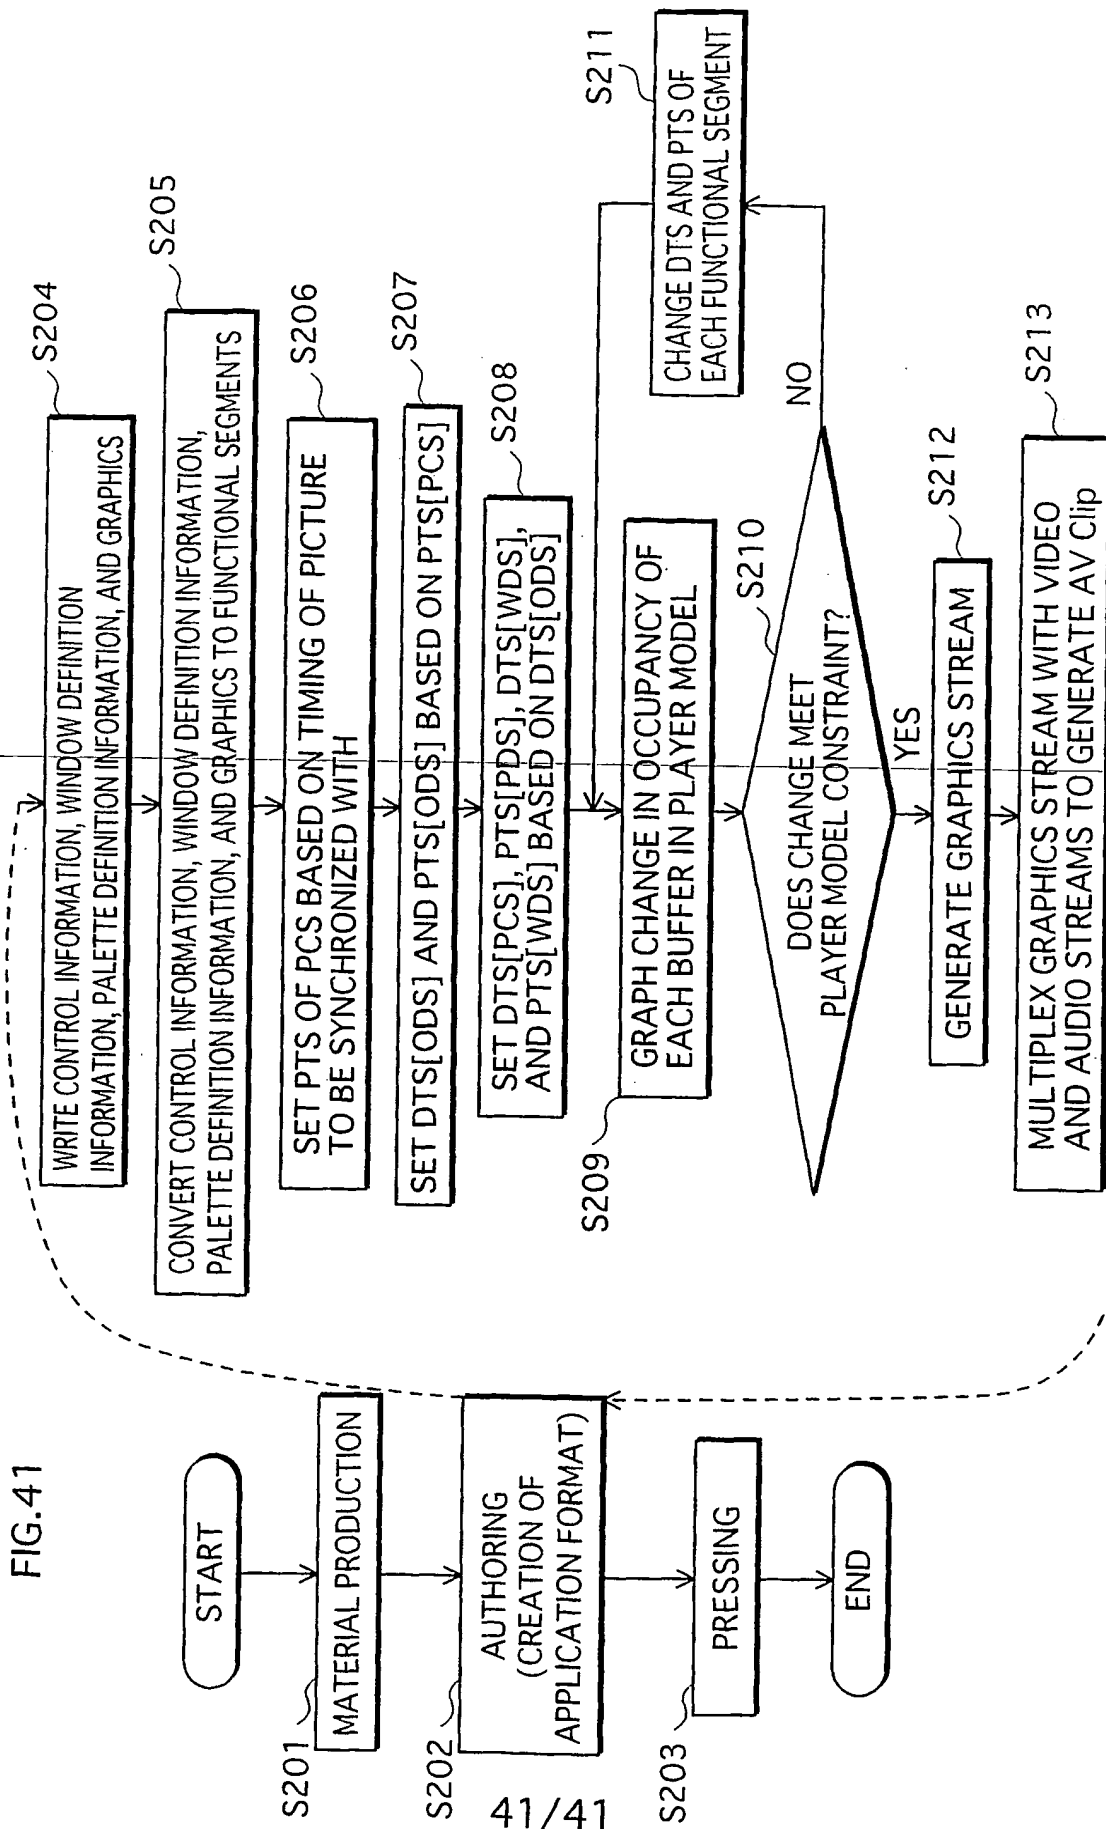 FIG.41
START
S201
MATERIAL PRODUCTION
S202
AUTHORING
(CREATION OF
APPLICATION FORMAT)
S203
PRESSING
END
41/41
S204
WRITE CONTROL INFORMATION, WINDOW DEFINITION
INFORMATION, PALETTE DEFINITION INFORMATION, AND GRAPHICS
S205
CONVERT CONTROL INFORMATION, WINDOW DEFINITION INFORMATION,
PALETTE DEFINITION INFORMATION, AND GRAPHICS TO FUNCTIONAL SEGMENTS
S206
SET PTS OF PCS BASED ON TIMING OF PICTURE
TO BE SYNCHRONIZED WITH
S207
SET DTS[ODS] AND PTS[ODS] BASED ON PTS[PCS]
S208
SET DTS[PCS], PTS[PDS], DTS[WDS],
AND PTS[WDS] BASED ON DTS[ODS]
S209
GRAPH CHANGE IN OCCUPANCY OF
EACH BUFFER IN PLAYER MODEL
S210
DOES CHANGE MEET
PLAYER MODEL CONSTRAINT?
NO
S211
CHANGE DTS AND PTS OF
EACH FUNCTIONAL SEGMENT
YES
S212
GENERATE GRAPHICS STREAM
S213
MULTIPLEX GRAPHICS STREAM WITH VIDEO
AND AUDIO STREAMS TO GENERATE AV Clip